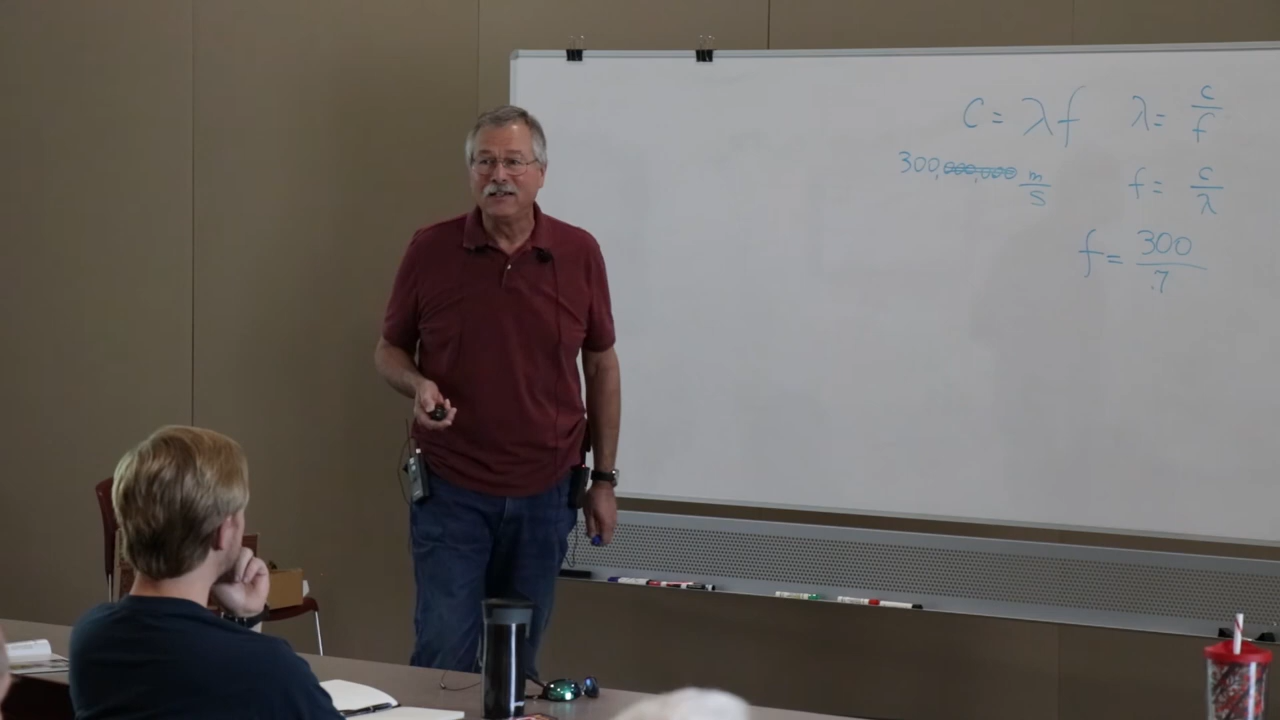 C = λf λ = c/f
300,000,000 m/s f = c/λ
f = 300/.7